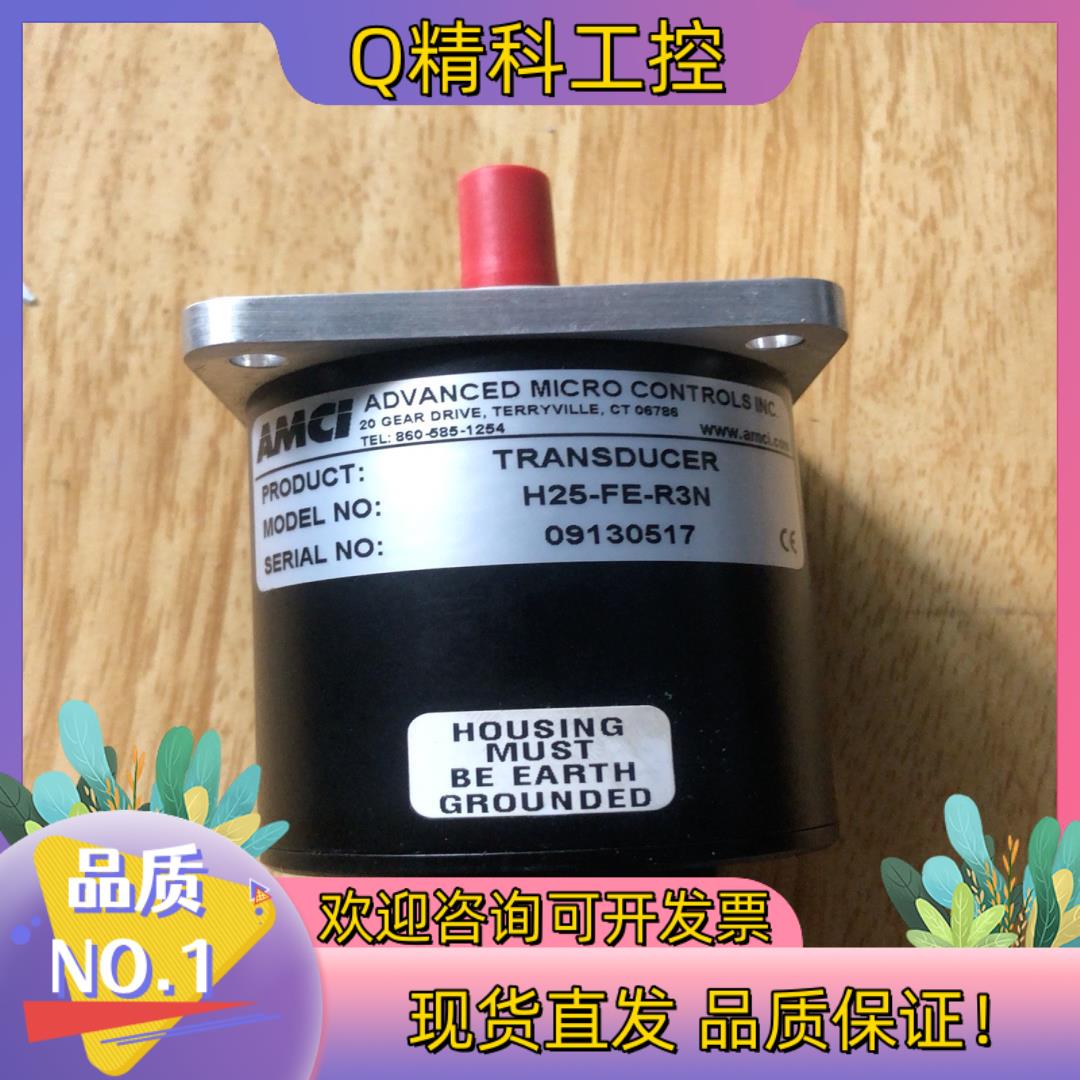 Q精科工控
AMCI
ADVANCED MICRO CONTROLS INC.
20 GEAR DRIVE, TERRYVILLE, CT 06786
TEL: 860-585-1254
www.amci.com
PRODUCT: TRANSDUCER
MODEL NO: H25-FE-R3N
SERIAL NO: 09130517
CE
HOUSING
MUST
BE EARTH
GROUNDED
品质
NO.1
欢迎咨询可开发票
现货直发 品质保证!